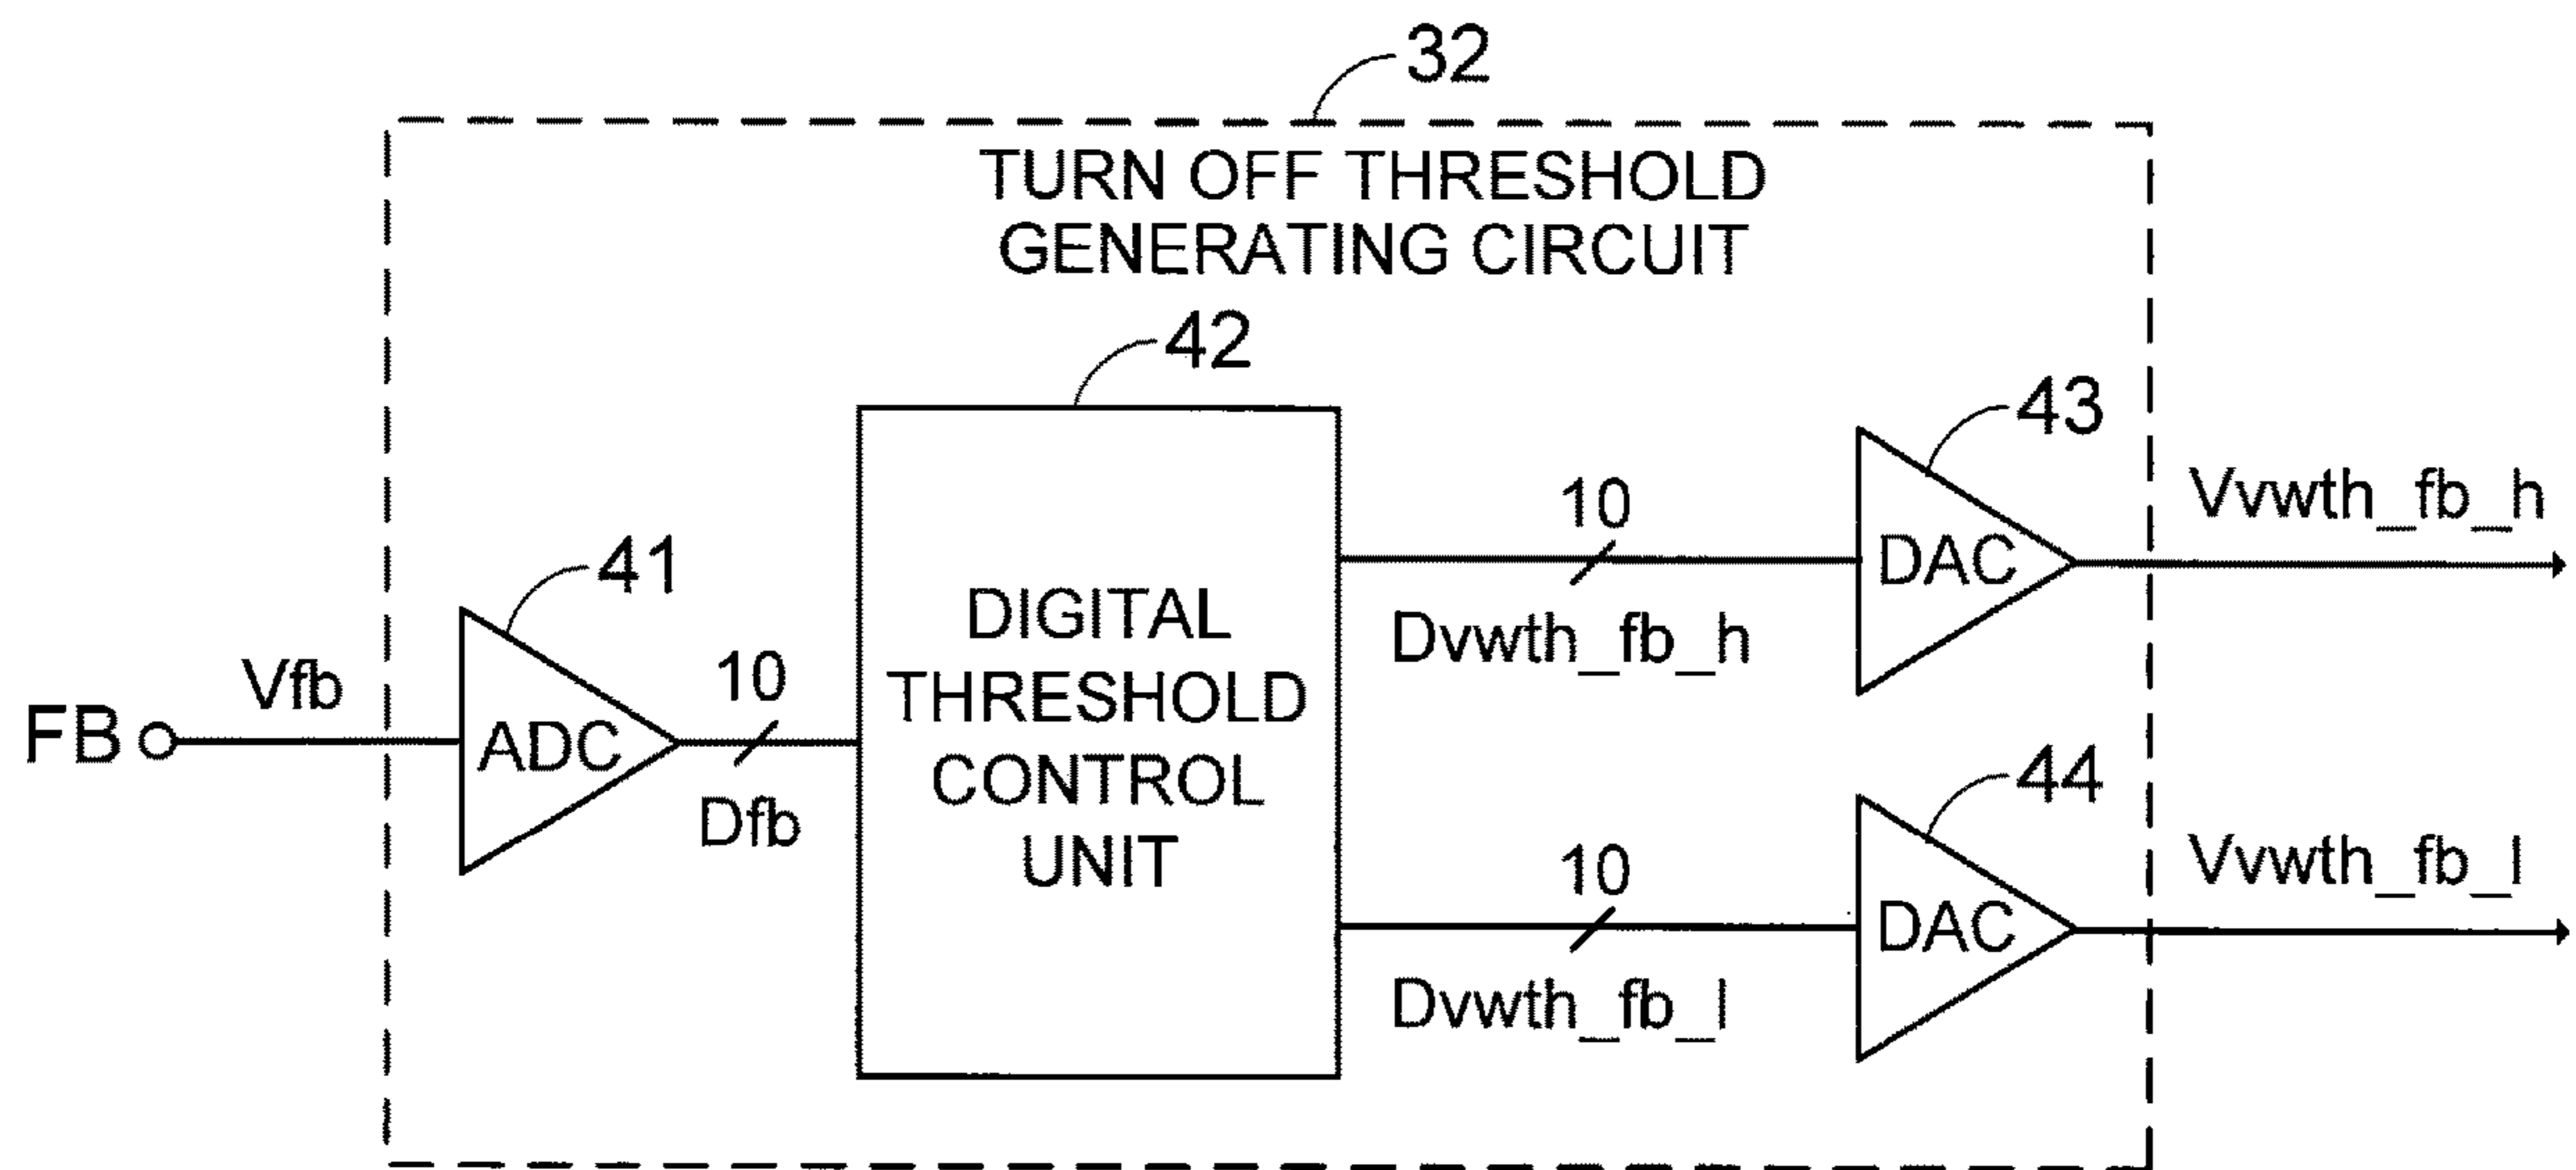 32
TURN OFF THRESHOLD
GENERATING CIRCUIT
42
43
10
Vvwth_fb_h
DAC
41
DIGITAL
THRESHOLD
CONTROL
UNIT
Dvwth_fb_h
Vfb
10
FB
ADC
44
Dfb
10
Vvwth_fb_l
DAC
Dvwth_fb_l